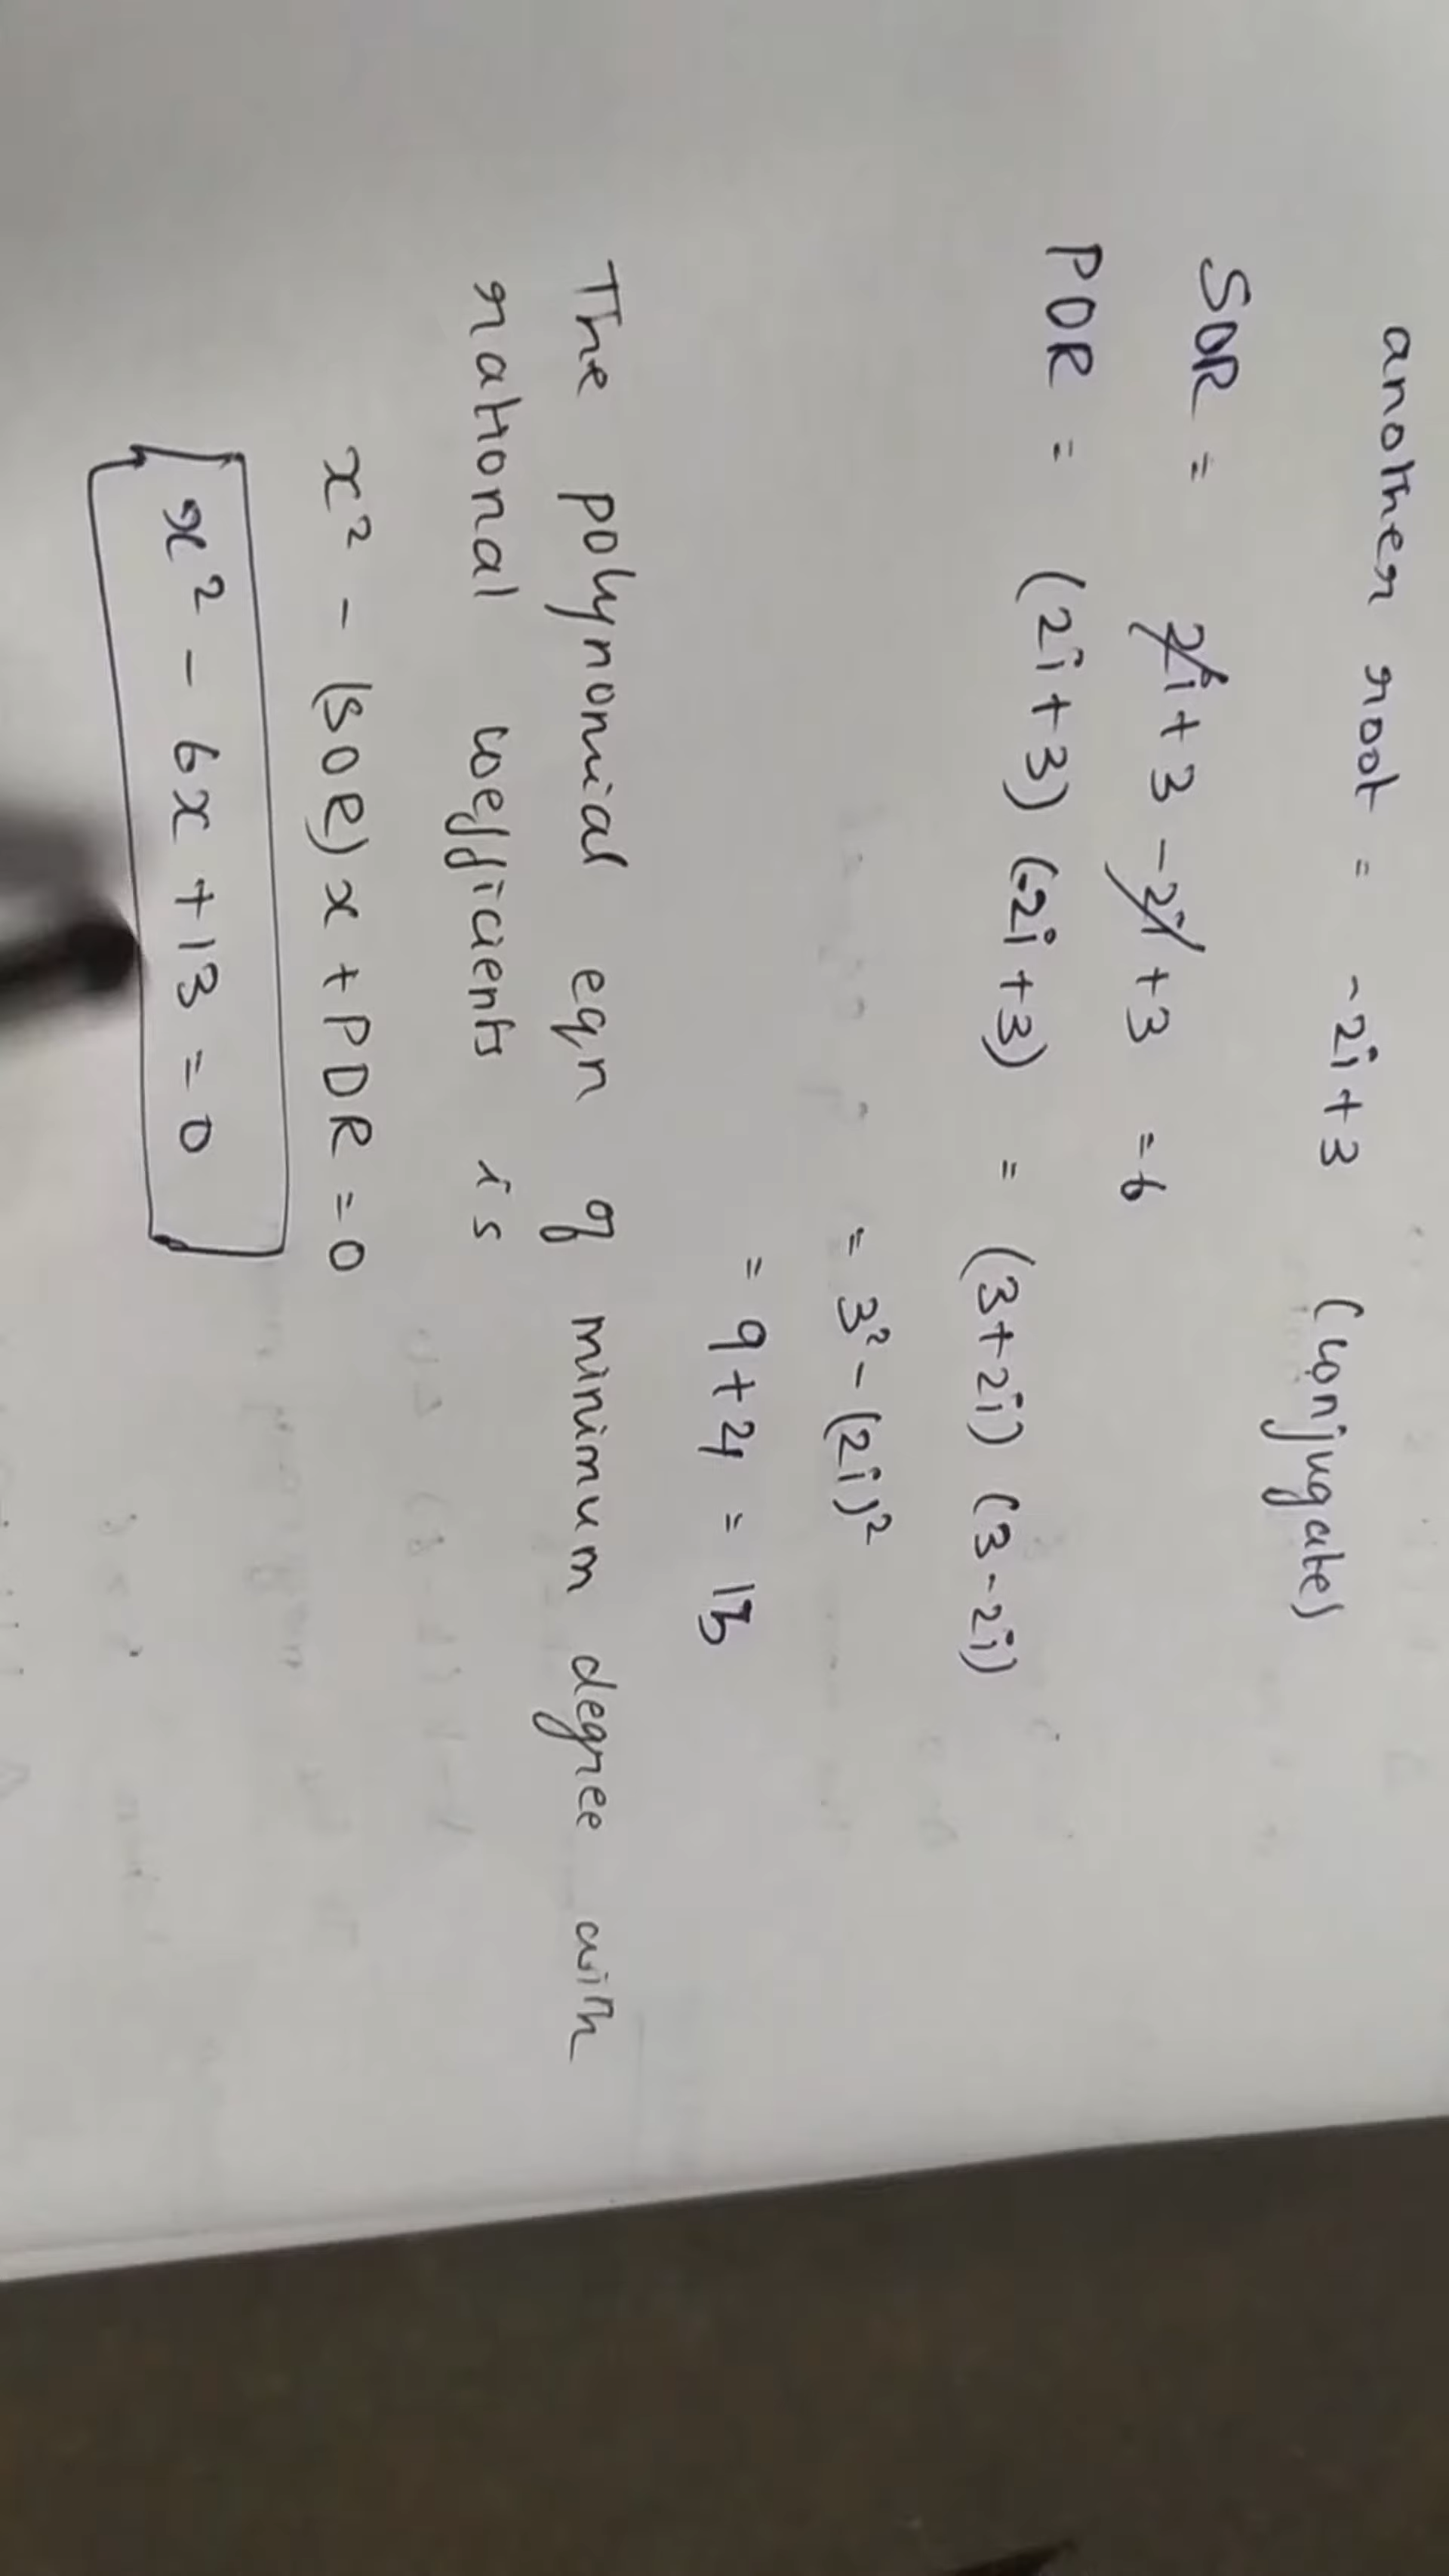 another root = -2i+3 (conjugate)
SOR = 2i+3 -2i +3 = 6
POR = (2i+3) (-2i+3) = (3+2i) (3-2i)
= 3² - (2i)²
= 9+4 = 13
The polynomial eqn of minimum degree with
rational coefficients is
x² - (SOR) x + POR = 0
x² - 6x +13 = 0